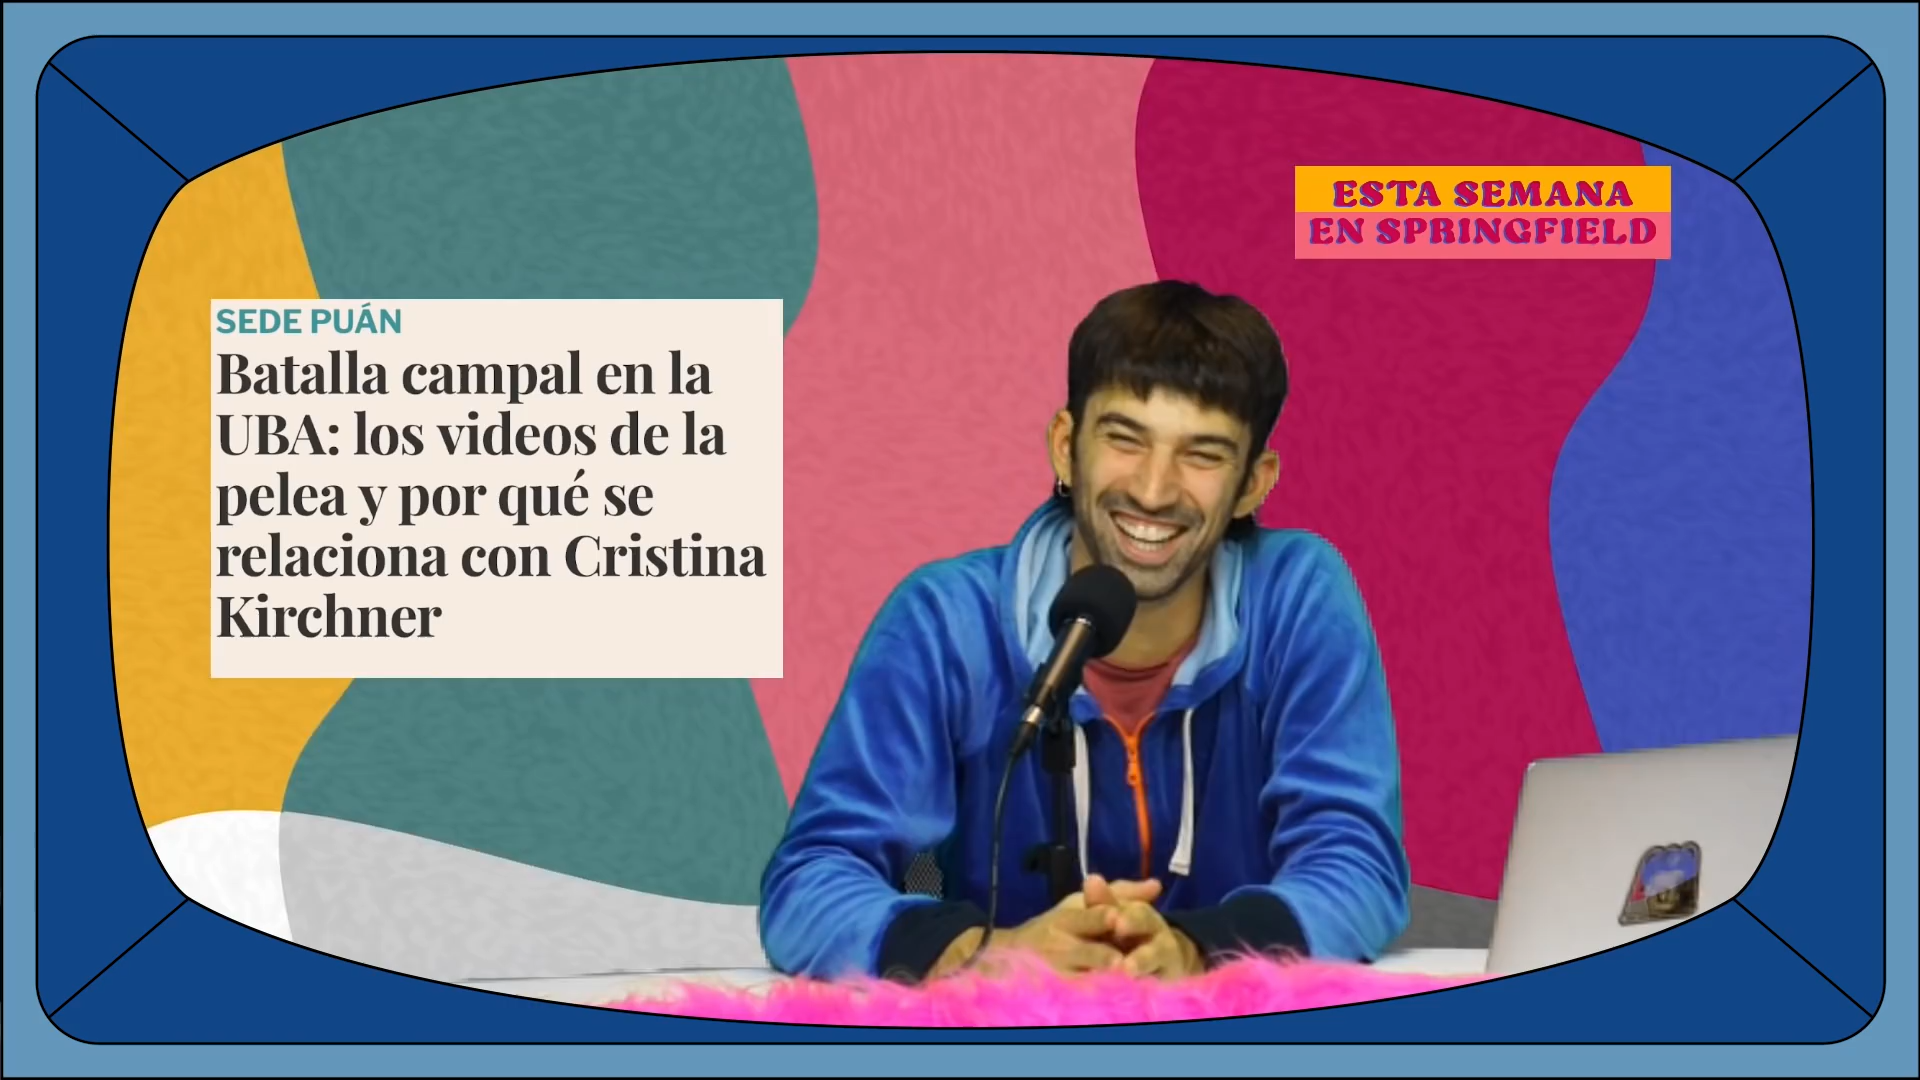 ESTA SEMANA
EN SPRINGFIELD
SEDE PUÁN
Batalla campal en la
UBA: los videos de la
pelea y por qué se
relaciona con Cristina
Kirchner